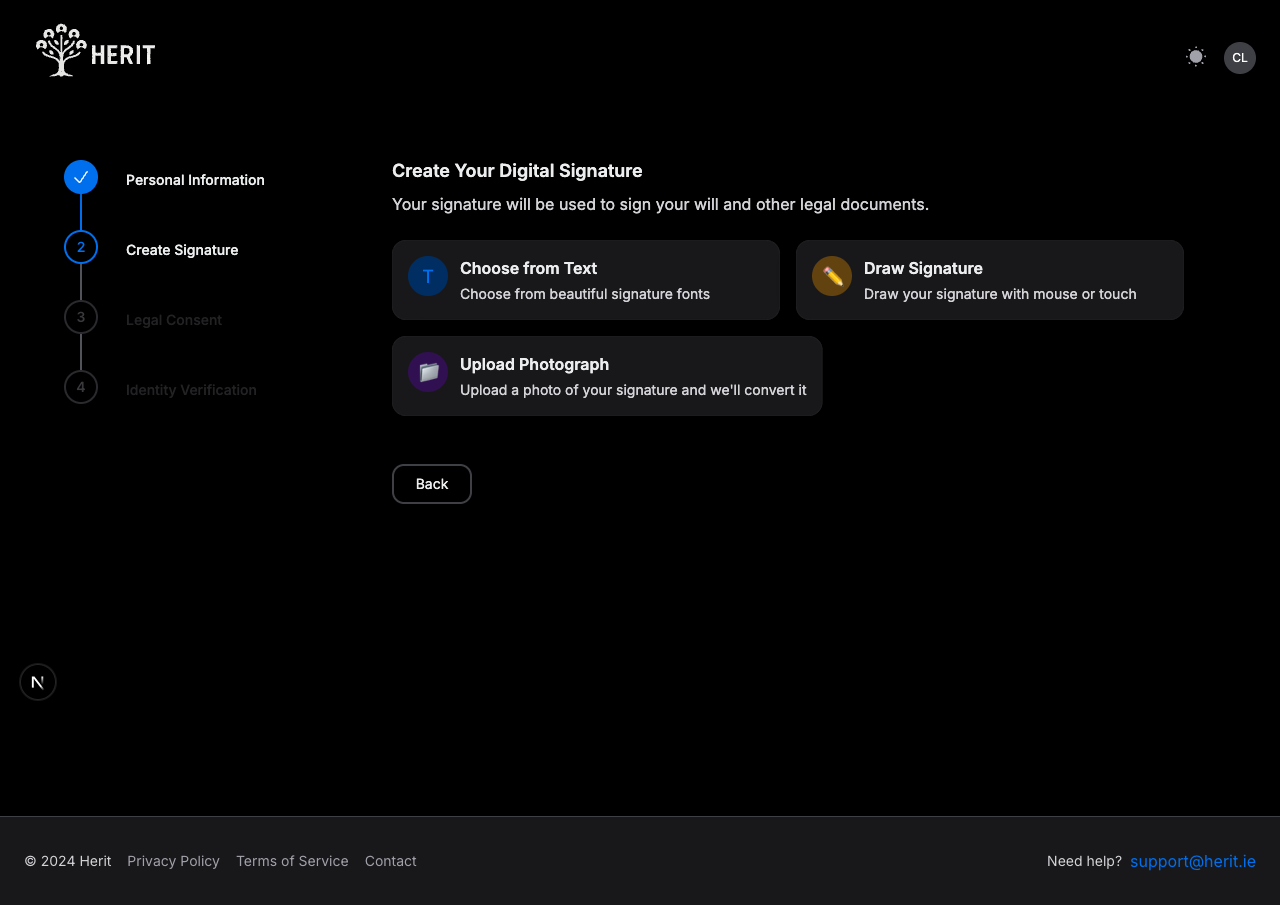 HERIT
CL
Personal Information
2
Create Signature
3
Legal Consent
4
Identity Verification
Create Your Digital Signature
Your signature will be used to sign your will and other legal documents.
T
Choose from Text
Choose from beautiful signature fonts
Draw Signature
Draw your signature with mouse or touch
Upload Photograph
Upload a photo of your signature and we'll convert it
Back
N
© 2024 Herit Privacy Policy Terms of Service Contact
Need help? support@herit.ie